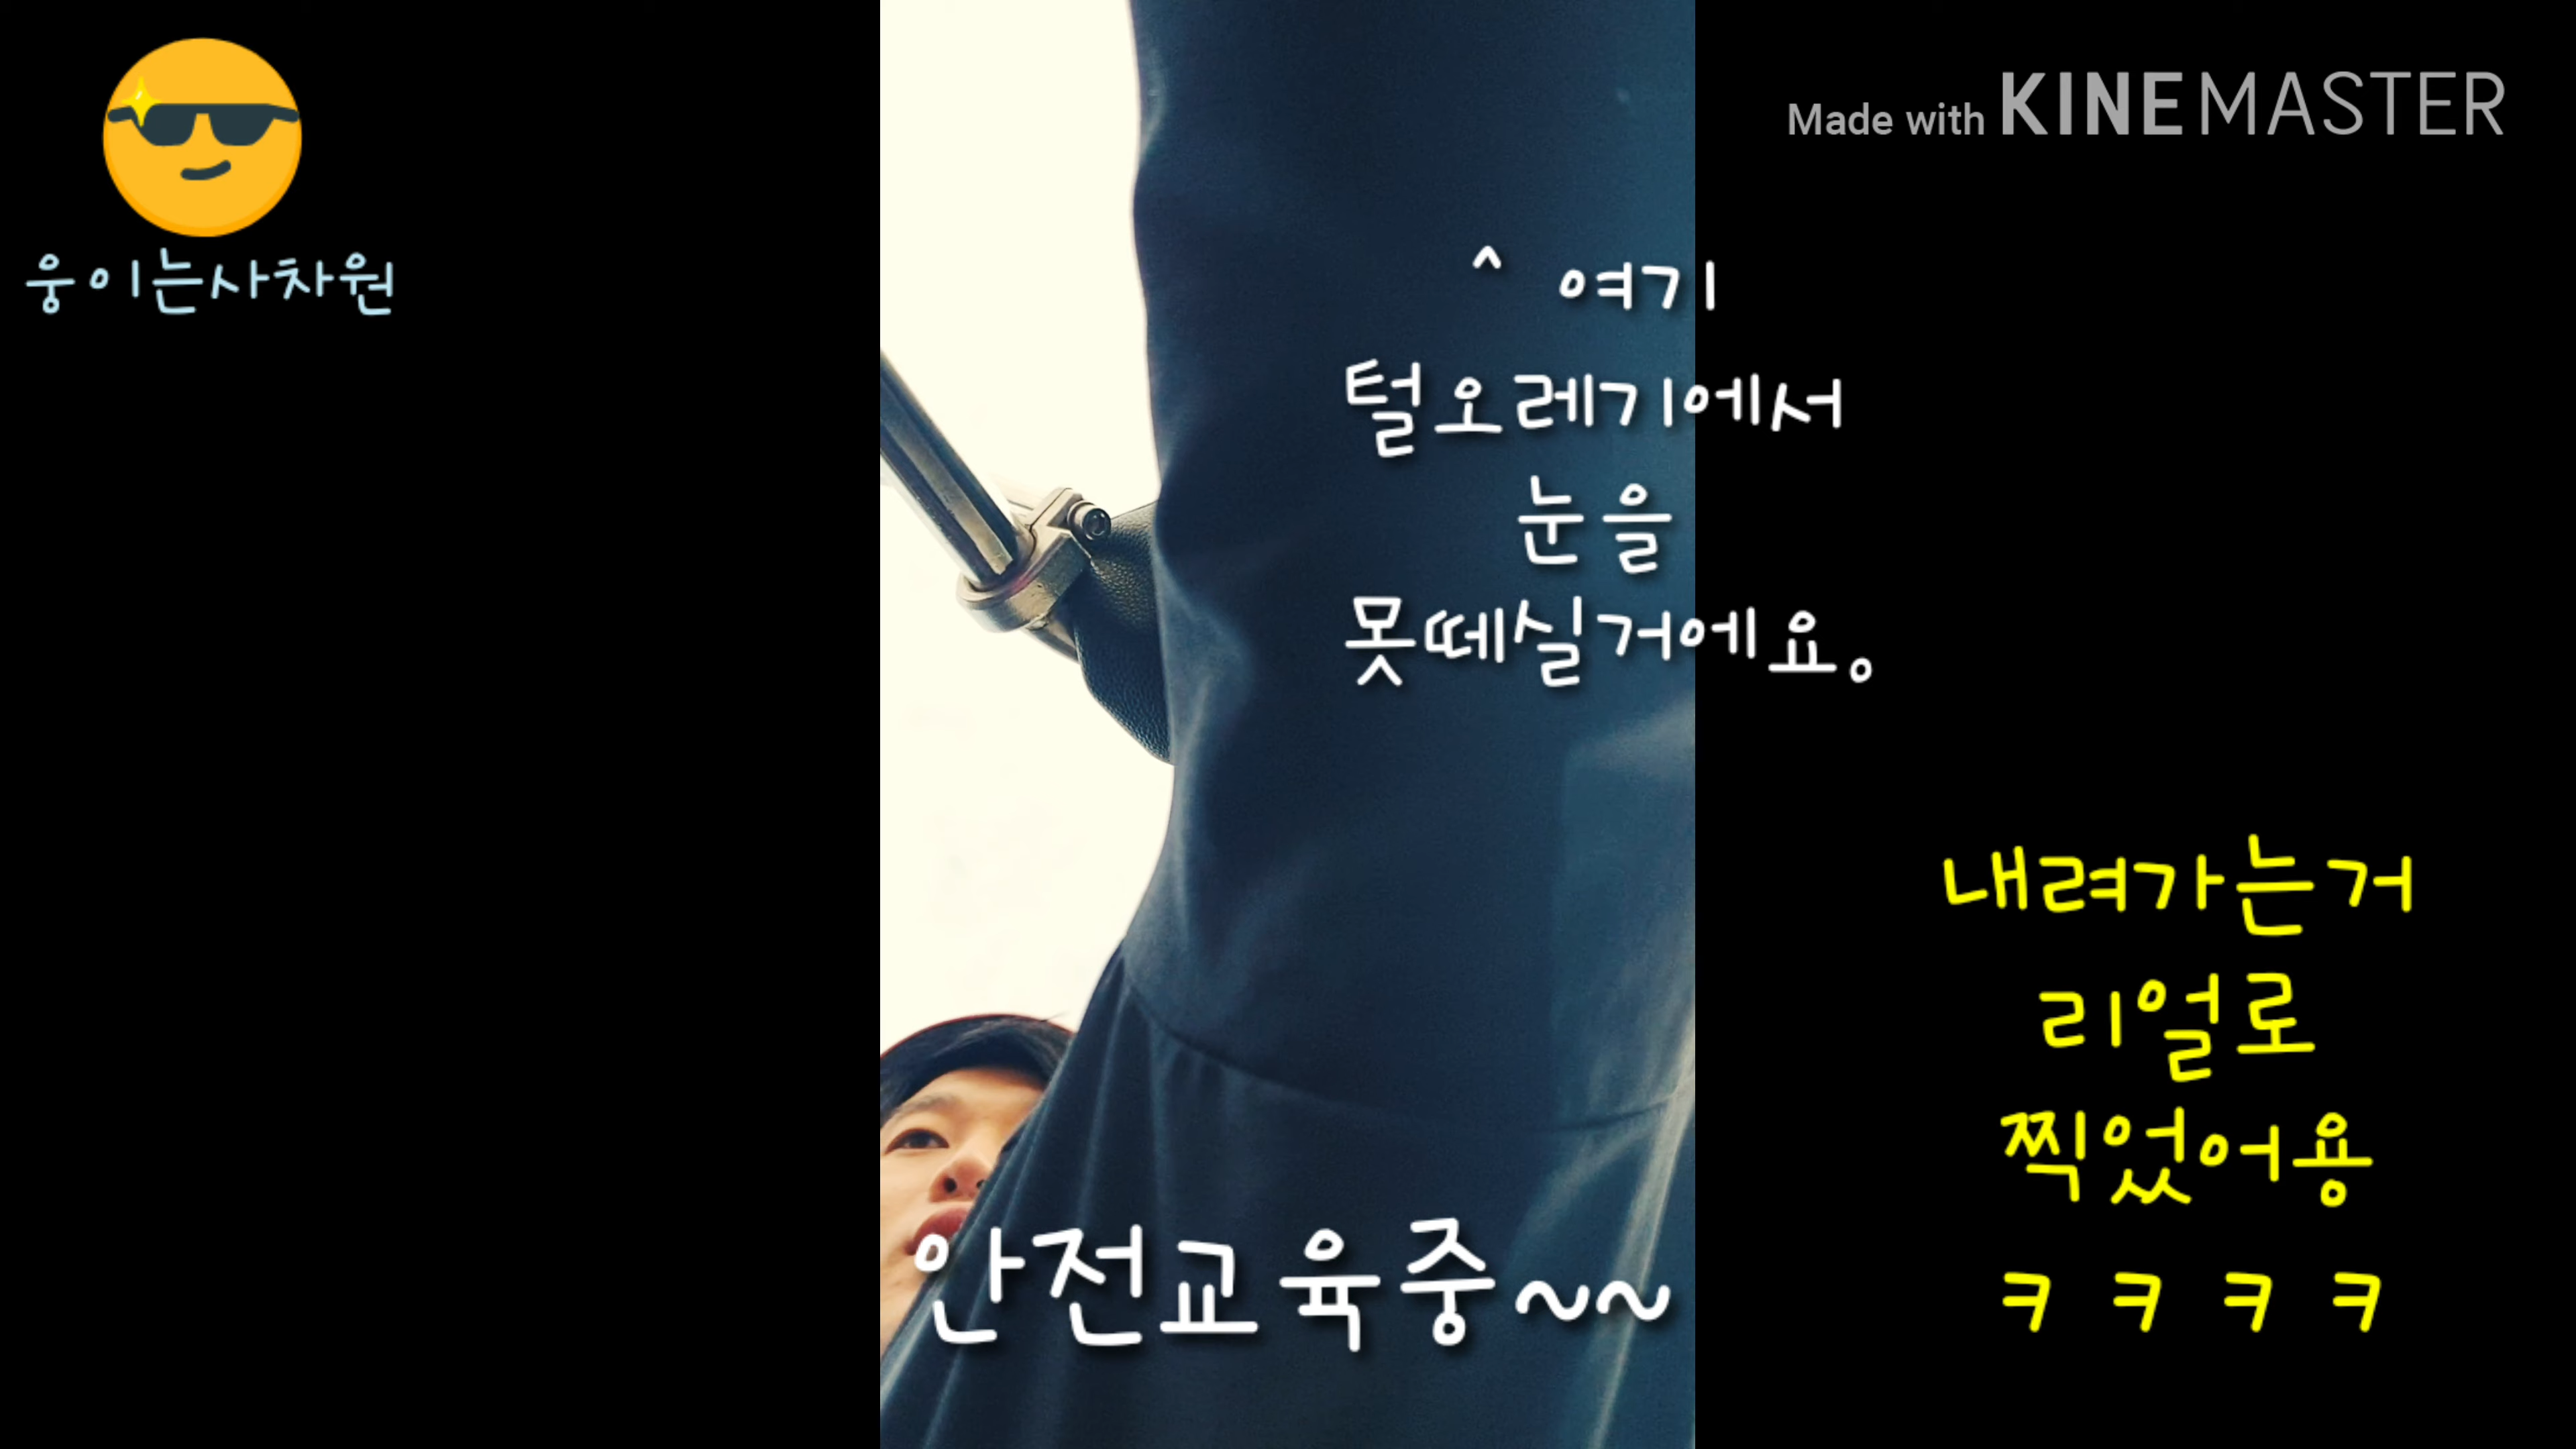 웅이는사차원
Made with KINEMASTER
^ 여기
털오레기에서
눈을
못떼실거에요。
내려가는거
리얼로
찍었어용
ㅋㅋㅋㅋ
안전교육중~~